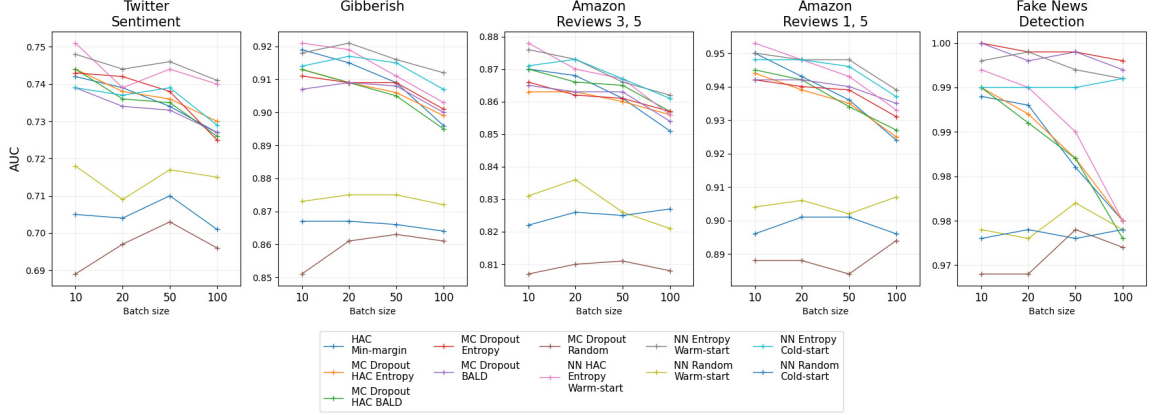 Twitter
Sentiment
Gibberish
Amazon
Reviews 3, 5
Amazon
Reviews 1, 5
Fake News
Detection
AUC
0.75
0.74
0.73
0.72
0.71
0.70
0.69
10 20 50 100
Batch size
0.92
0.91
0.90
0.89
0.88
0.87
0.86
0.85
10 20 50 100
Batch size
0.88
0.87
0.86
0.85
0.84
0.83
0.82
0.81
10 20 50 100
Batch size
0.95
0.94
0.93
0.92
0.91
0.90
0.89
10 20 50 100
Batch size
1.00
0.99
0.99
0.98
0.98
0.97
10 20 50 100
Batch size
HAC
Min-margin
MC Dropout
HAC Entropy
MC Dropout
HAC BALD
MC Dropout
Entropy
MC Dropout
BALD
MC Dropout
Random
NN HAC
Entropy
Warm-start
NN Entropy
Warm-start
NN Random
Warm-start
NN Entropy
Cold-start
NN Random
Cold-start